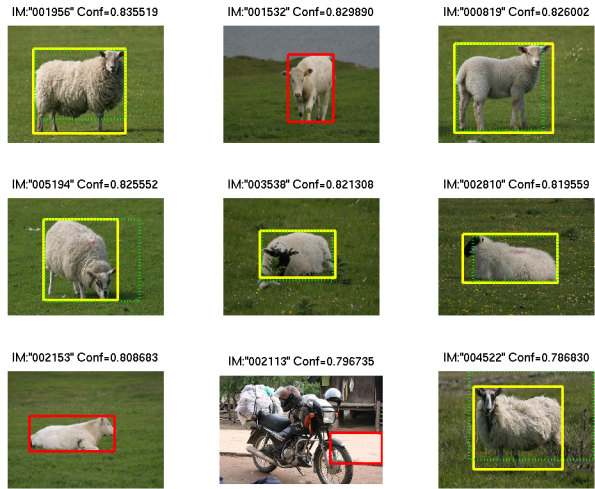 IM:"001956" Conf=0.835519
IM:"001532" Conf=0.829890
IM:"000819" Conf=0.826002
IM:"005194" Conf=0.825552
IM:"003538" Conf=0.821308
IM:"002810" Conf=0.819559
IM:"002153" Conf=0.808683
IM:"002113" Conf=0.796735
IM:"004522" Conf=0.786830